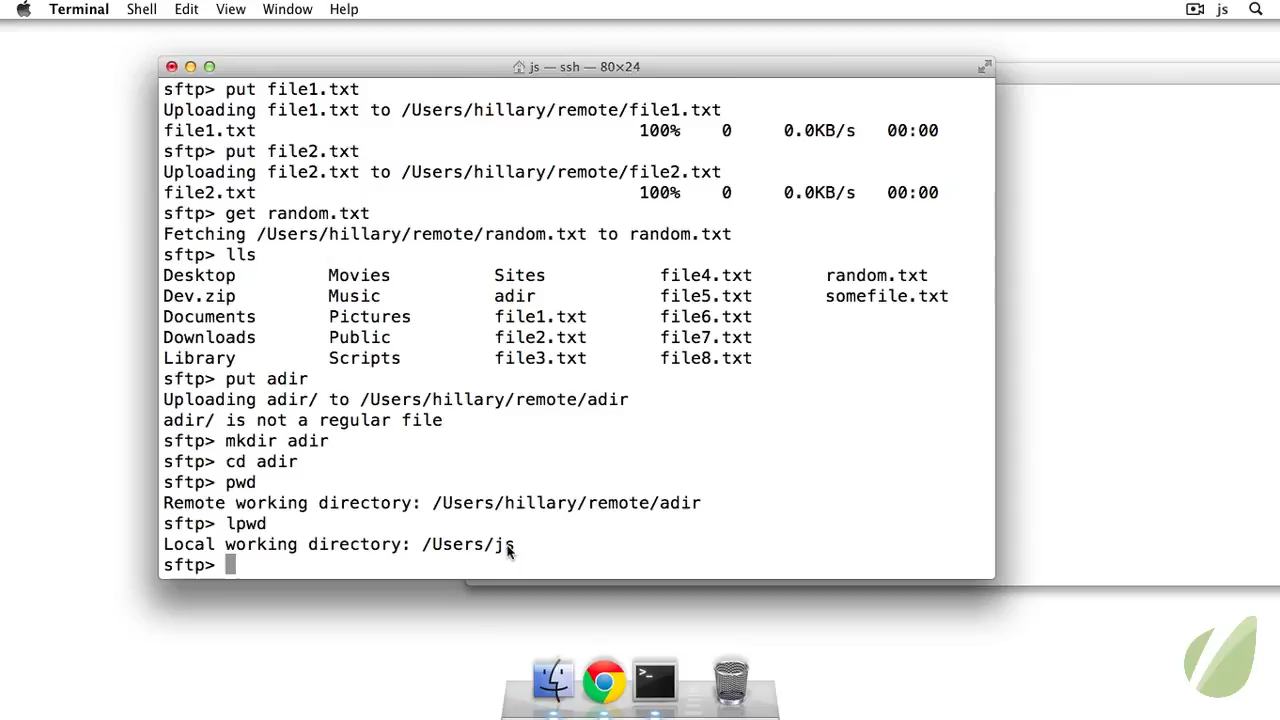 Terminal Shell Edit View Window Help js
js — ssh — 80×24
sftp> put file1.txt
Uploading file1.txt to /Users/hillary/remote/file1.txt
file1.txt 100% 0 0.0KB/s 00:00
sftp> put file2.txt
Uploading file2.txt to /Users/hillary/remote/file2.txt
file2.txt 100% 0 0.0KB/s 00:00
sftp> get random.txt
Fetching /Users/hillary/remote/random.txt to random.txt
sftp> lls
Desktop Movies Sites file4.txt random.txt
Dev.zip Music adir file5.txt somefile.txt
Documents Pictures file1.txt file6.txt
Downloads Public file2.txt file7.txt
Library Scripts file3.txt file8.txt
sftp> put adir
Uploading adir/ to /Users/hillary/remote/adir
adir/ is not a regular file
sftp> mkdir adir
sftp> cd adir
sftp> pwd
Remote working directory: /Users/hillary/remote/adir
sftp> lpwd
Local working directory: /Users/js
sftp>
>_